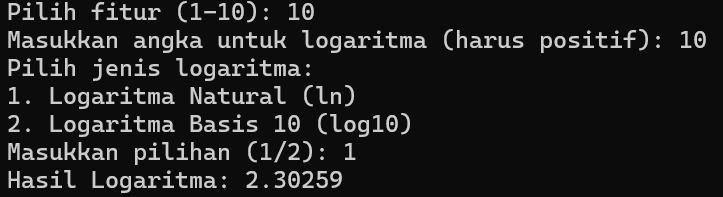 Pilih fitur (1-10): 10
Masukkan angka untuk logaritma (harus positif): 10
Pilih jenis logaritma:
1. Logaritma Natural (ln)
2. Logaritma Basis 10 (log10)
Masukkan pilihan (1/2): 1
Hasil Logaritma: 2.30259